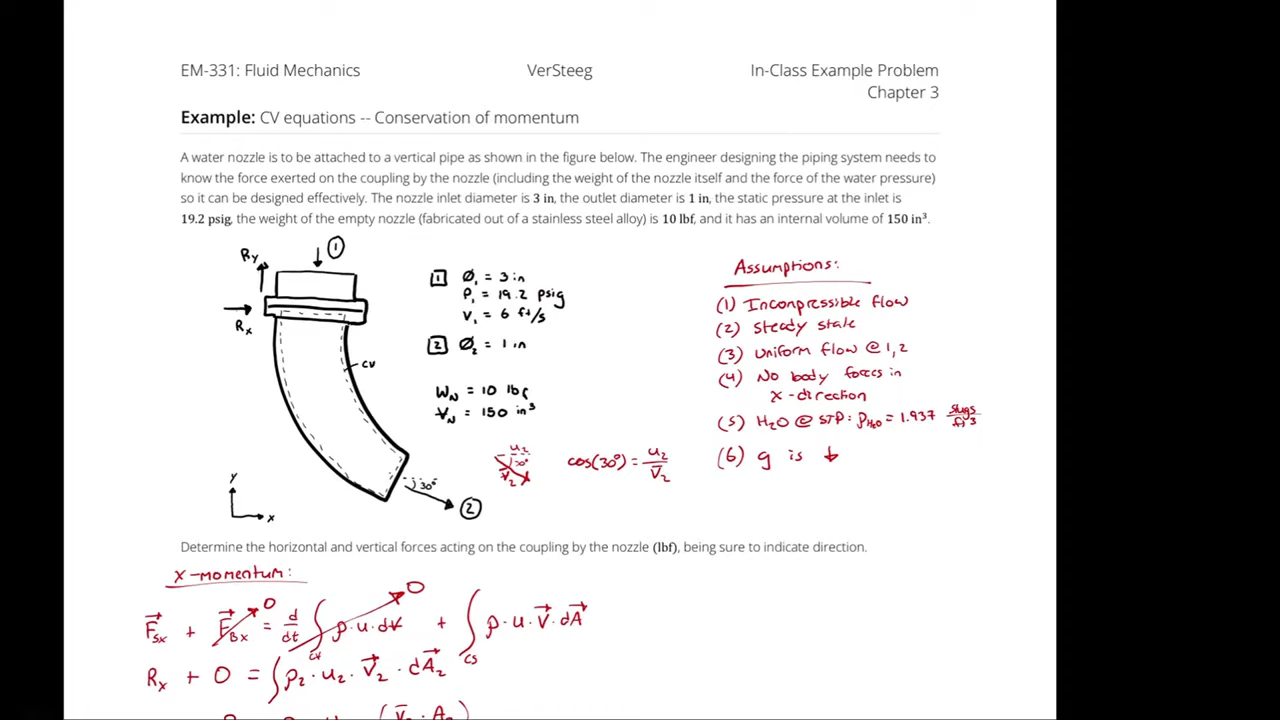 EM-331: Fluid Mechanics VerSteeg In-Class Example Problem
Chapter 3
Example: CV equations -- Conservation of momentum
A water nozzle is to be attached to a vertical pipe as shown in the figure below. The engineer designing the piping system needs to
know the force exerted on the coupling by the nozzle (including the weight of the nozzle itself and the force of the water pressure)
so it can be designed effectively. The nozzle inlet diameter is 3 in, the outlet diameter is 1 in, the static pressure at the inlet is
19.2 psig, the weight of the empty nozzle (fabricated out of a stainless steel alloy) is 10 lbf, and it has an internal volume of 150 in³.
Ry
1
Rx
CV
30°
2
y
x
1 Ø₁ = 3 in
P₁ = 19.2 psig
V₁ = 6 ft/s
2 Ø₂ = 1 in
W_N = 10 lbf
V_N = 150 in³
u₂
30°
V₂
cos(30°) = u₂/V̄₂
Assumptions:
(1) Incompressible flow
(2) steady state
(3) uniform flow @ 1,2
(4) No body forces in
x-direction
(5) H₂O @ STP: ρH₂O = 1.937 slugs/ft³
(6) g is ↓
Determine the horizontal and vertical forces acting on the coupling by the nozzle (lbf), being sure to indicate direction.
x-momentum:
F⃗sx + F⃗Bx→0 = d/dt ∫cv ρ·u·dV→0 + ∫cs ρ·u·V⃗·dA⃗
Rx + 0 = ∫ρ₂·u₂·V⃗₂·dA⃗₂
(V̄₂·A₂)